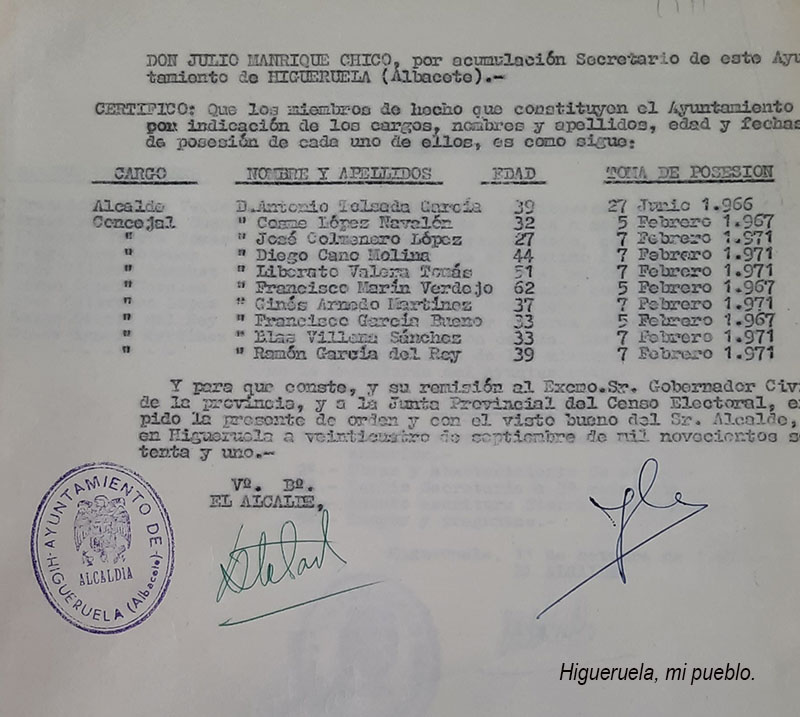 DON JULIO MANRIQUE CHICO, por acumulación Secretario de este Ayu
tamiento de HIGUERUELA (Albacete).-
CERTIFICO: Que los miembros de hecho que constituyen el Ayuntamiento
por indicación de los cargos, nombres y apellidos, edad y fechas
de posesión de cada uno de ellos, es como sigue:
CARGO NOMBRE Y APELLIDOS EDAD TOMA DE POSESION
Alcalde D.Antonio Tolsada García 39 27 Junio 1.966
Concejal " Cosme López Navalón 32 5 Febrero 1.967
" " José Colmenero López 27 7 Febrero 1.971
" " Diego Cano Molina 44 7 Febrero 1.971
" " Liberato Valera Tomás 51 7 Febrero 1.971
" " Francisco Marín Verdejo 62 5 Febrero 1.967
" " Ginés Arnedo Martínez 37 7 Febrero 1.971
" " Francisco García Bueno 33 5 Febrero 1.967
" " Blas Villena Sánchez 33 7 Febrero 1.971
" " Ramón García del Rey 39 7 Febrero 1.971
Y para que conste, y su remisión al Excmo.Sr. Gobernador Civi
de la provincia, y a la Junta Provincial del Censo Electoral, ex
pido la presente de orden y con el visto bueno del Sr. Alcalde,
en Higueruela a veinticuatro de septiembre de mil novecientos se
tenta y uno.-
Vº. Bº.
EL ALCALDE,
AYUNTAMIENTO DE HIGUERUELA (Albacete)
ALCALDIA
Higueruela, mi pueblo.